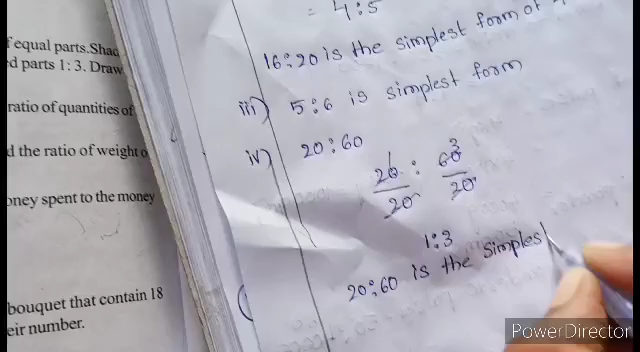 f equal parts.Shad
d parts 1: 3. Draw
ratio of quantities of
d the ratio of weight o
oney spent to the money
bouquet that contain 18
eir number.
= 4:5
16:20 is the simplest form of
iii) 5:6 is simplest form
iv) 20:60
20/20 : 60/20 3
1:3
20:60 is the simples
PowerDirector